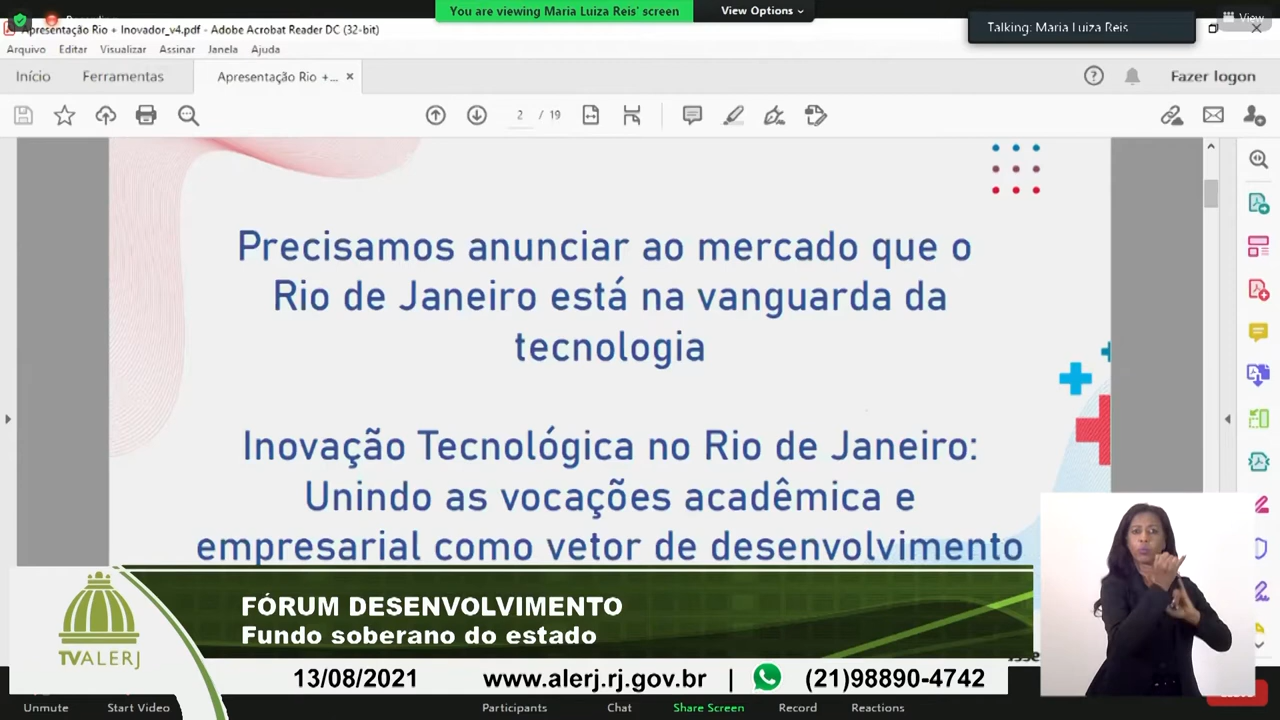 You are viewing Maria Luiza Reis' screen
View Options
View
Talking: Maria Luiza Reis
Apresentação Rio + Inovador_v4.pdf - Adobe Acrobat Reader DC (32-bit)
Arquivo Editar Visualizar Assinar Janela Ajuda
Início Ferramentas Apresentação Rio +... × Fazer logon
2 / 19
Precisamos anunciar ao mercado que o
Rio de Janeiro está na vanguarda da
tecnologia
Inovação Tecnológica no Rio de Janeiro:
Unindo as vocações acadêmica e
empresarial como vetor de desenvolvimento
FÓRUM DESENVOLVIMENTO
Fundo soberano do estado
TVALERJ
13/08/2021 www.alerj.rj.gov.br | (21)98890-4742
Unmute Start Video Participants Chat Share Screen Record Reactions